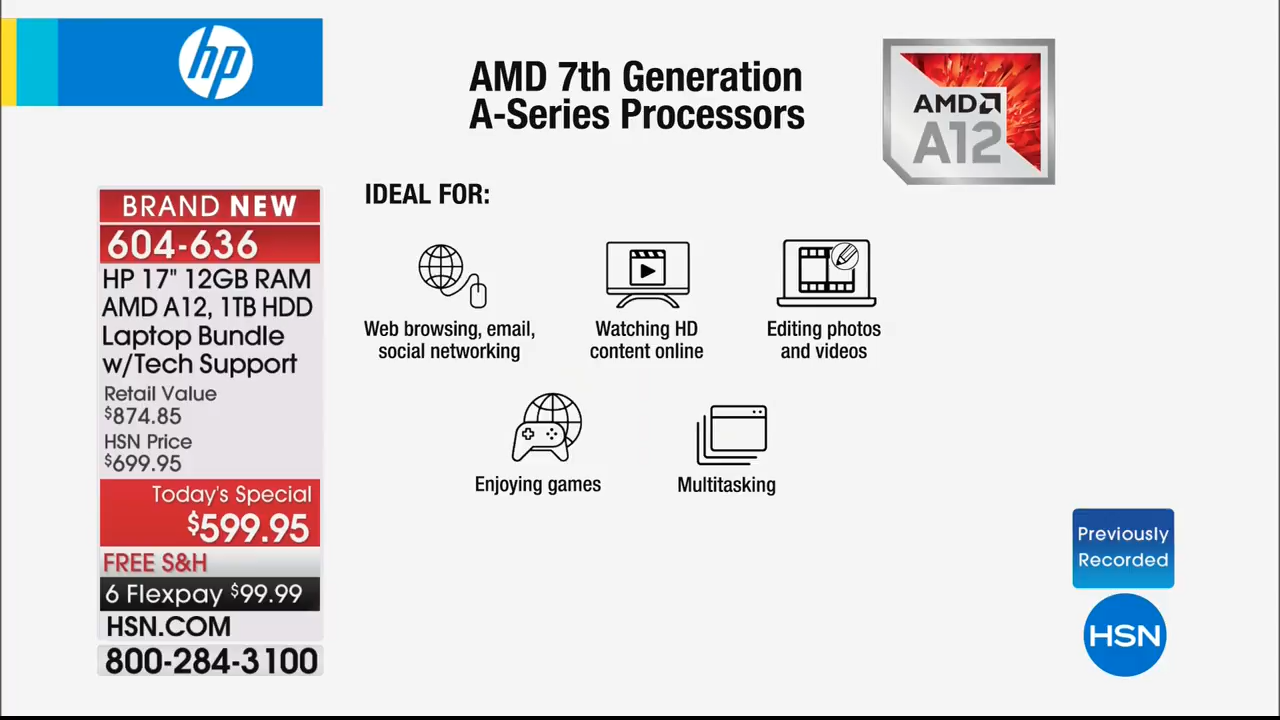 hp
AMD 7th Generation
A-Series Processors
AMD
A12
BRAND NEW
604-636
HP 17" 12GB RAM
AMD A12, 1TB HDD
Laptop Bundle
w/Tech Support
Retail Value
$874.85
HSN Price
$699.95
Today's Special
$599.95
FREE S&H
6 Flexpay $99.99
HSN.COM
800-284-3100
IDEAL FOR:
Web browsing, email,
social networking
Watching HD
content online
Editing photos
and videos
Enjoying games
Multitasking
Previously
Recorded
HSN